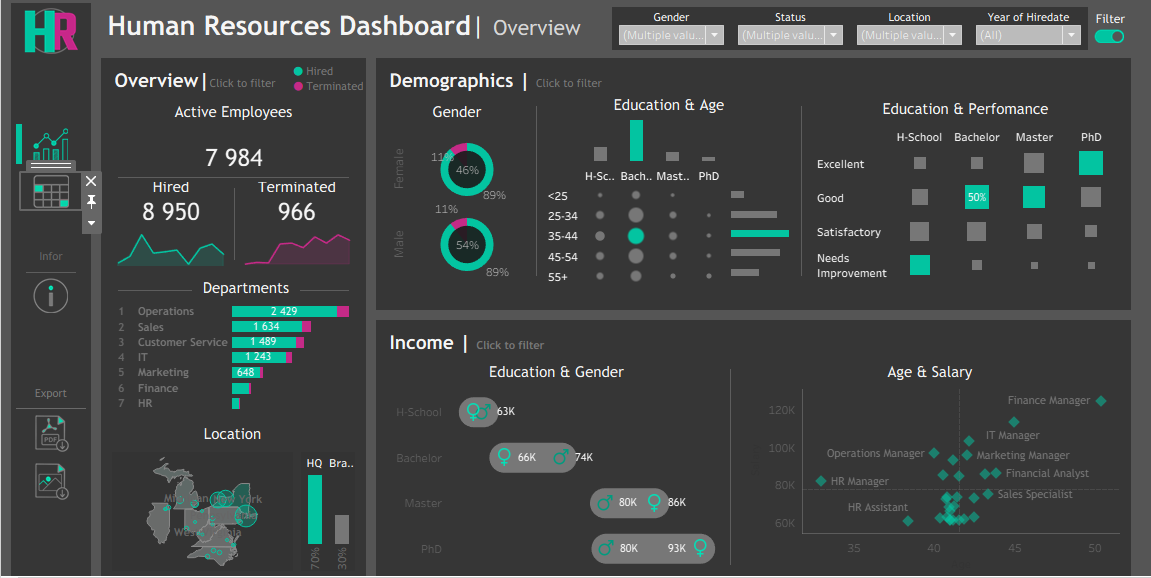 HR
Human Resources Dashboard | Overview
Gender
(Multiple valu...
Status
(Multiple valu...
Location
(Multiple valu...
Year of Hiredate
(All)
Filter
Infor
Export
PDF
Overview | Click to filter
Hired
Terminated
Active Employees
7 984
Hired
8 950
Terminated
966
Departments
1 Operations 2 429
2 Sales 1 634
3 Customer Service 1 489
4 IT 1 243
5 Marketing 648
6 Finance
7 HR
Location
HQ Bra..
70% 30%
Demographics | Click to filter
Gender
Female
11%
46%
89%
Male
11%
54%
89%
Education & Age
H-Sc.. Bach.. Mast.. PhD
<25
25-34
35-44
45-54
55+
Education & Perfomance
H-School Bachelor Master PhD
Excellent
Good 50%
Satisfactory
Needs
Improvement
Income | Click to filter
Education & Gender
H-School 63K
Bachelor 66K 74K
Master 80K 86K
PhD 80K 93K
Age & Salary
120K
100K
80K
60K
35 40 45 50
Finance Manager
IT Manager
Operations Manager
Marketing Manager
HR Manager
Financial Analyst
Sales Specialist
HR Assistant